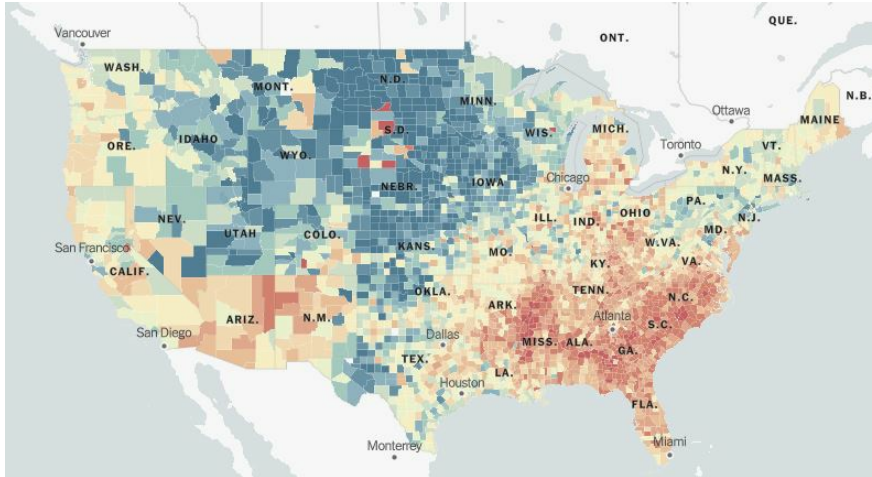 QUE.
Vancouver
ONT.
WASH.
N.D.
MONT.
N.B.
MINN.
Ottawa
MAINE
S.D.
WIS.
MICH.
IDAHO
ORE.
VT.
Toronto
WYO.
N.Y.
Chicago
MASS.
NEBR.
IOWA
PA.
OHIO
NEV.
ILL.
IND.
N.J.
MD.
UTAH
COLO.
San Francisco
KANS.
W.VA.
MO.
VA.
CALIF.
KY.
OKLA.
TENN.
N.C.
ARK.
ARIZ.
N.M.
Atlanta
S.C.
San Diego
Dallas
MISS.
ALA.
GA.
TEX.
LA.
Houston
FLA.
Miami
Monterrey